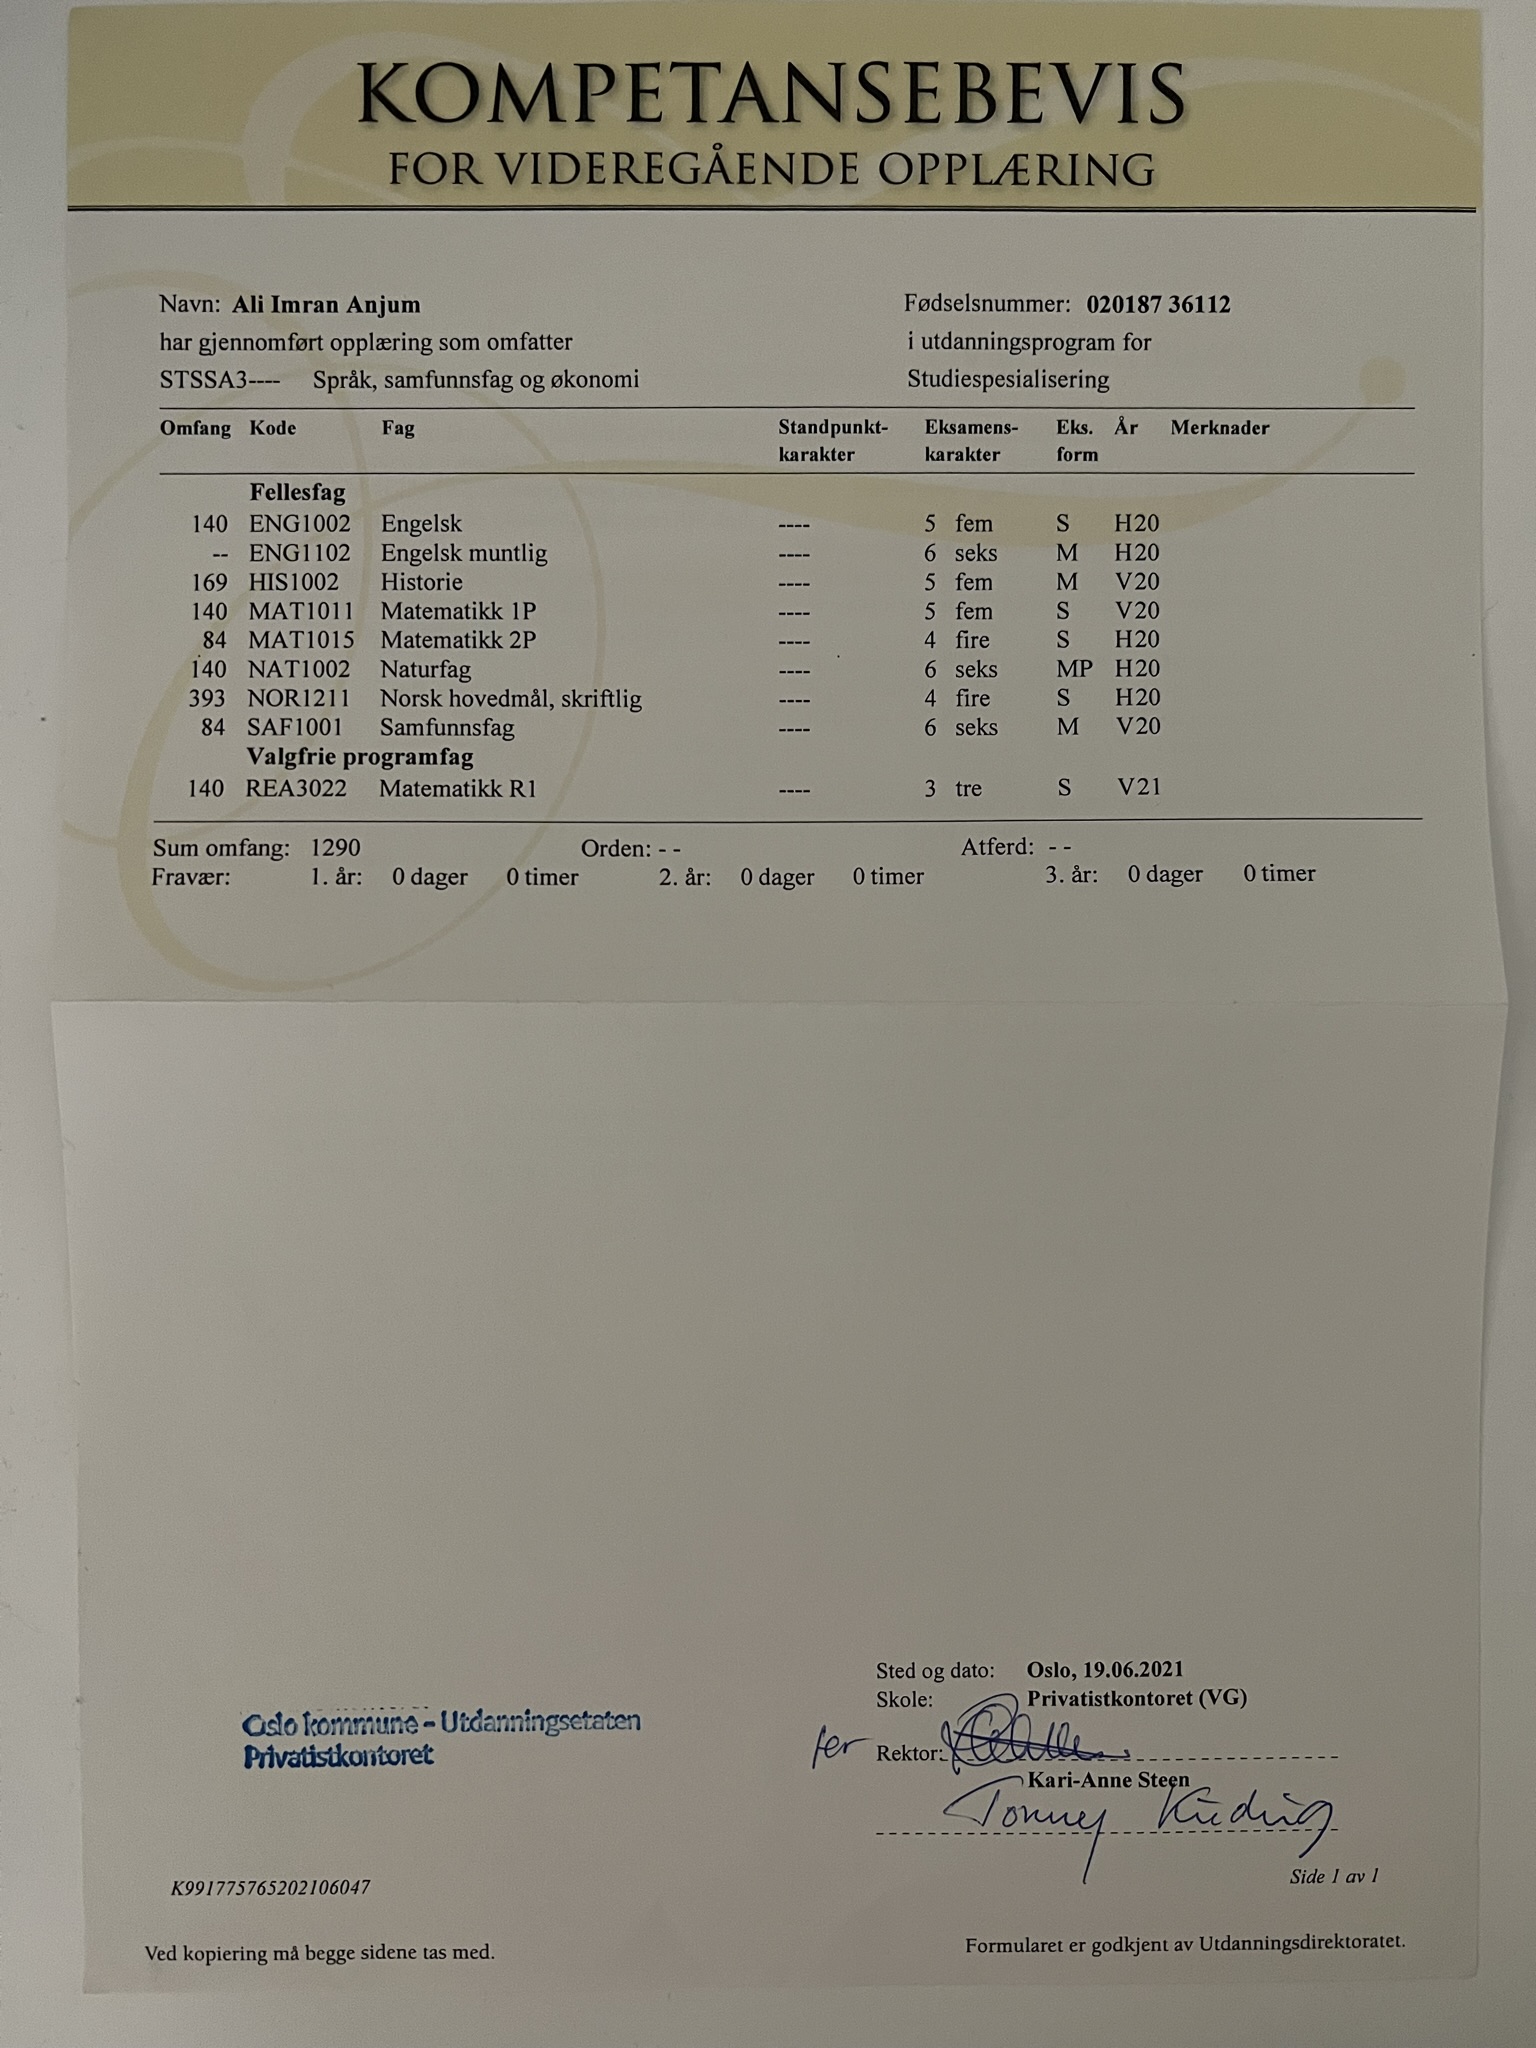 KOMPETANSEBEVIS
FOR VIDEREGÅENDE OPPLÆRING
Navn: Ali Imran Anjum Fødselsnummer: 020187 36112
har gjennomført opplæring som omfatter i utdanningsprogram for
STSSA3---- Språk, samfunnsfag og økonomi Studiespesialisering
Omfang Kode Fag Standpunkt- Eksamens- Eks. År Merknader
karakter karakter form
Fellesfag
140 ENG1002 Engelsk ---- 5 fem S H20
-- ENG1102 Engelsk muntlig ---- 6 seks M H20
169 HIS1002 Historie ---- 5 fem M V20
140 MAT1011 Matematikk 1P ---- 5 fem S V20
84 MAT1015 Matematikk 2P ---- 4 fire S H20
140 NAT1002 Naturfag ---- 6 seks MP H20
393 NOR1211 Norsk hovedmål, skriftlig ---- 4 fire S H20
84 SAF1001 Samfunnsfag ---- 6 seks M V20
Valgfrie programfag
140 REA3022 Matematikk R1 ---- 3 tre S V21
Sum omfang: 1290 Orden: - - Atferd: - -
Fravær: 1. år: 0 dager 0 timer 2. år: 0 dager 0 timer 3. år: 0 dager 0 timer
Sted og dato: Oslo, 19.06.2021
Skole: Privatistkontoret (VG)
Oslo kommune - Utdanningsetaten
Privatistkontoret
for Rektor:
Kari-Anne Steen
Tonney
Side 1 av 1
K991775765202106047
Ved kopiering må begge sidene tas med.
Formularet er godkjent av Utdanningsdirektoratet.